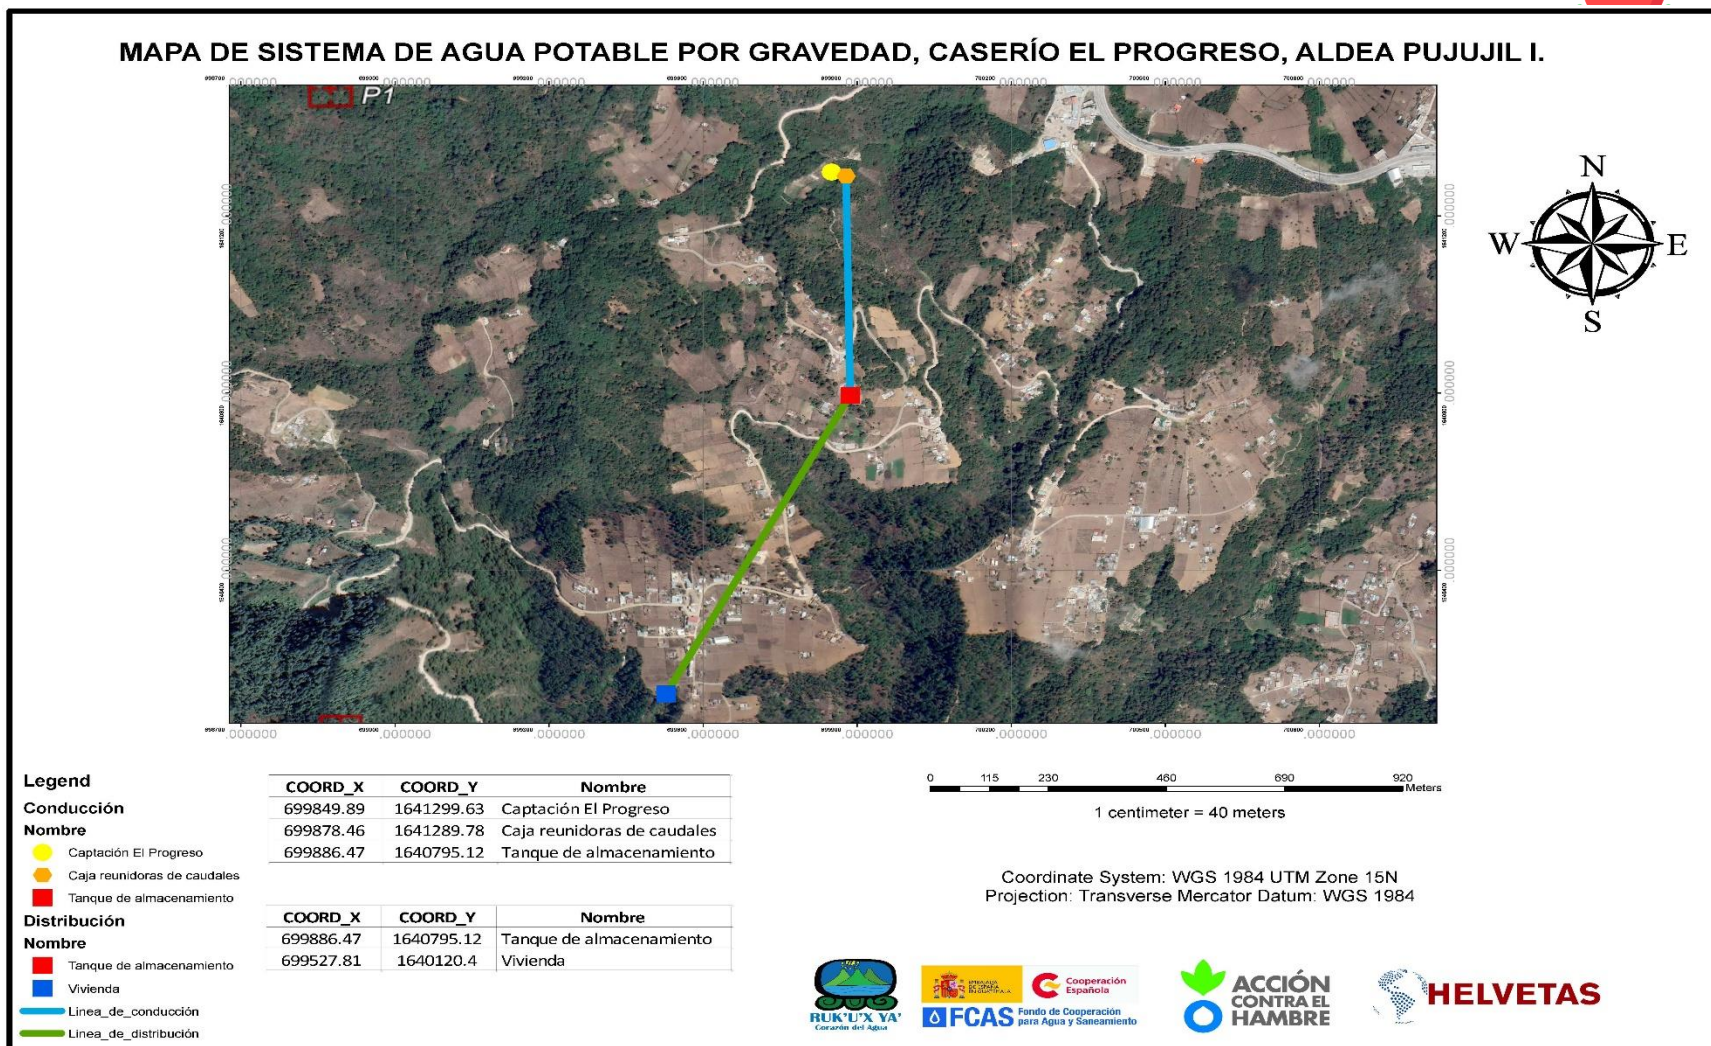 MAPA DE SISTEMA DE AGUA POTABLE POR GRAVEDAD, CASERÍO EL PROGRESO, ALDEA PUJUJIL I.
P1
N
W E
S
Legend
Conducción
Nombre
Captación El Progreso
Caja reunidoras de caudales
Tanque de almacenamiento
Distribución
Nombre
Tanque de almacenamiento
Vivienda
Linea_de_conducción
Linea_de_distribución
COORD_X COORD_Y Nombre
699849.89 1641299.63 Captación El Progreso
699878.46 1641289.78 Caja reunidoras de caudales
699886.47 1640795.12 Tanque de almacenamiento
COORD_X COORD_Y Nombre
699886.47 1640795.12 Tanque de almacenamiento
699527.81 1640120.4 Vivienda
0 115 230 460 690 920
Meters
1 centimeter = 40 meters
Coordinate System: WGS 1984 UTM Zone 15N
Projection: Transverse Mercator Datum: WGS 1984
RUK'U'X YA'
Corazón del Agua
EMBAJADA
DE ESPAÑA
EN GUATEMALA
Cooperación
Española
FCAS
Fondo de Cooperación
para Agua y Saneamiento
ACCIÓN
CONTRA EL
HAMBRE
HELVETAS